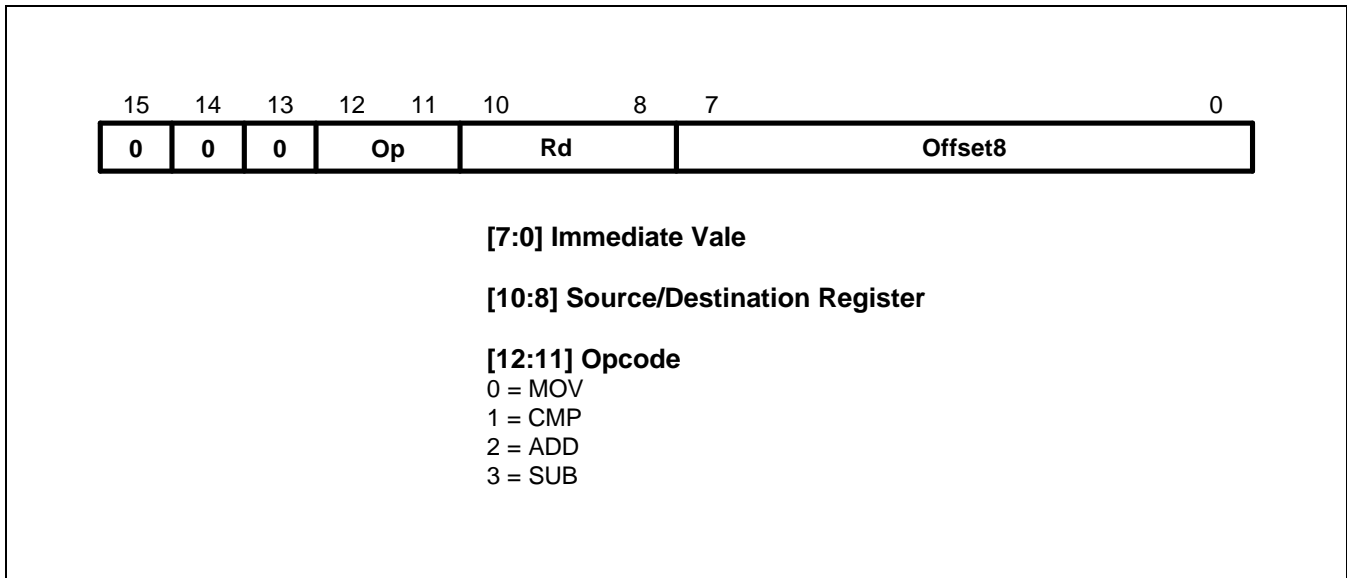 15 14 13 12 11 10 8 7 0
0 0 0 Op Rd Offset8
[7:0] Immediate Vale
[10:8] Source/Destination Register
[12:11] Opcode
0 = MOV
1 = CMP
2 = ADD
3 = SUB